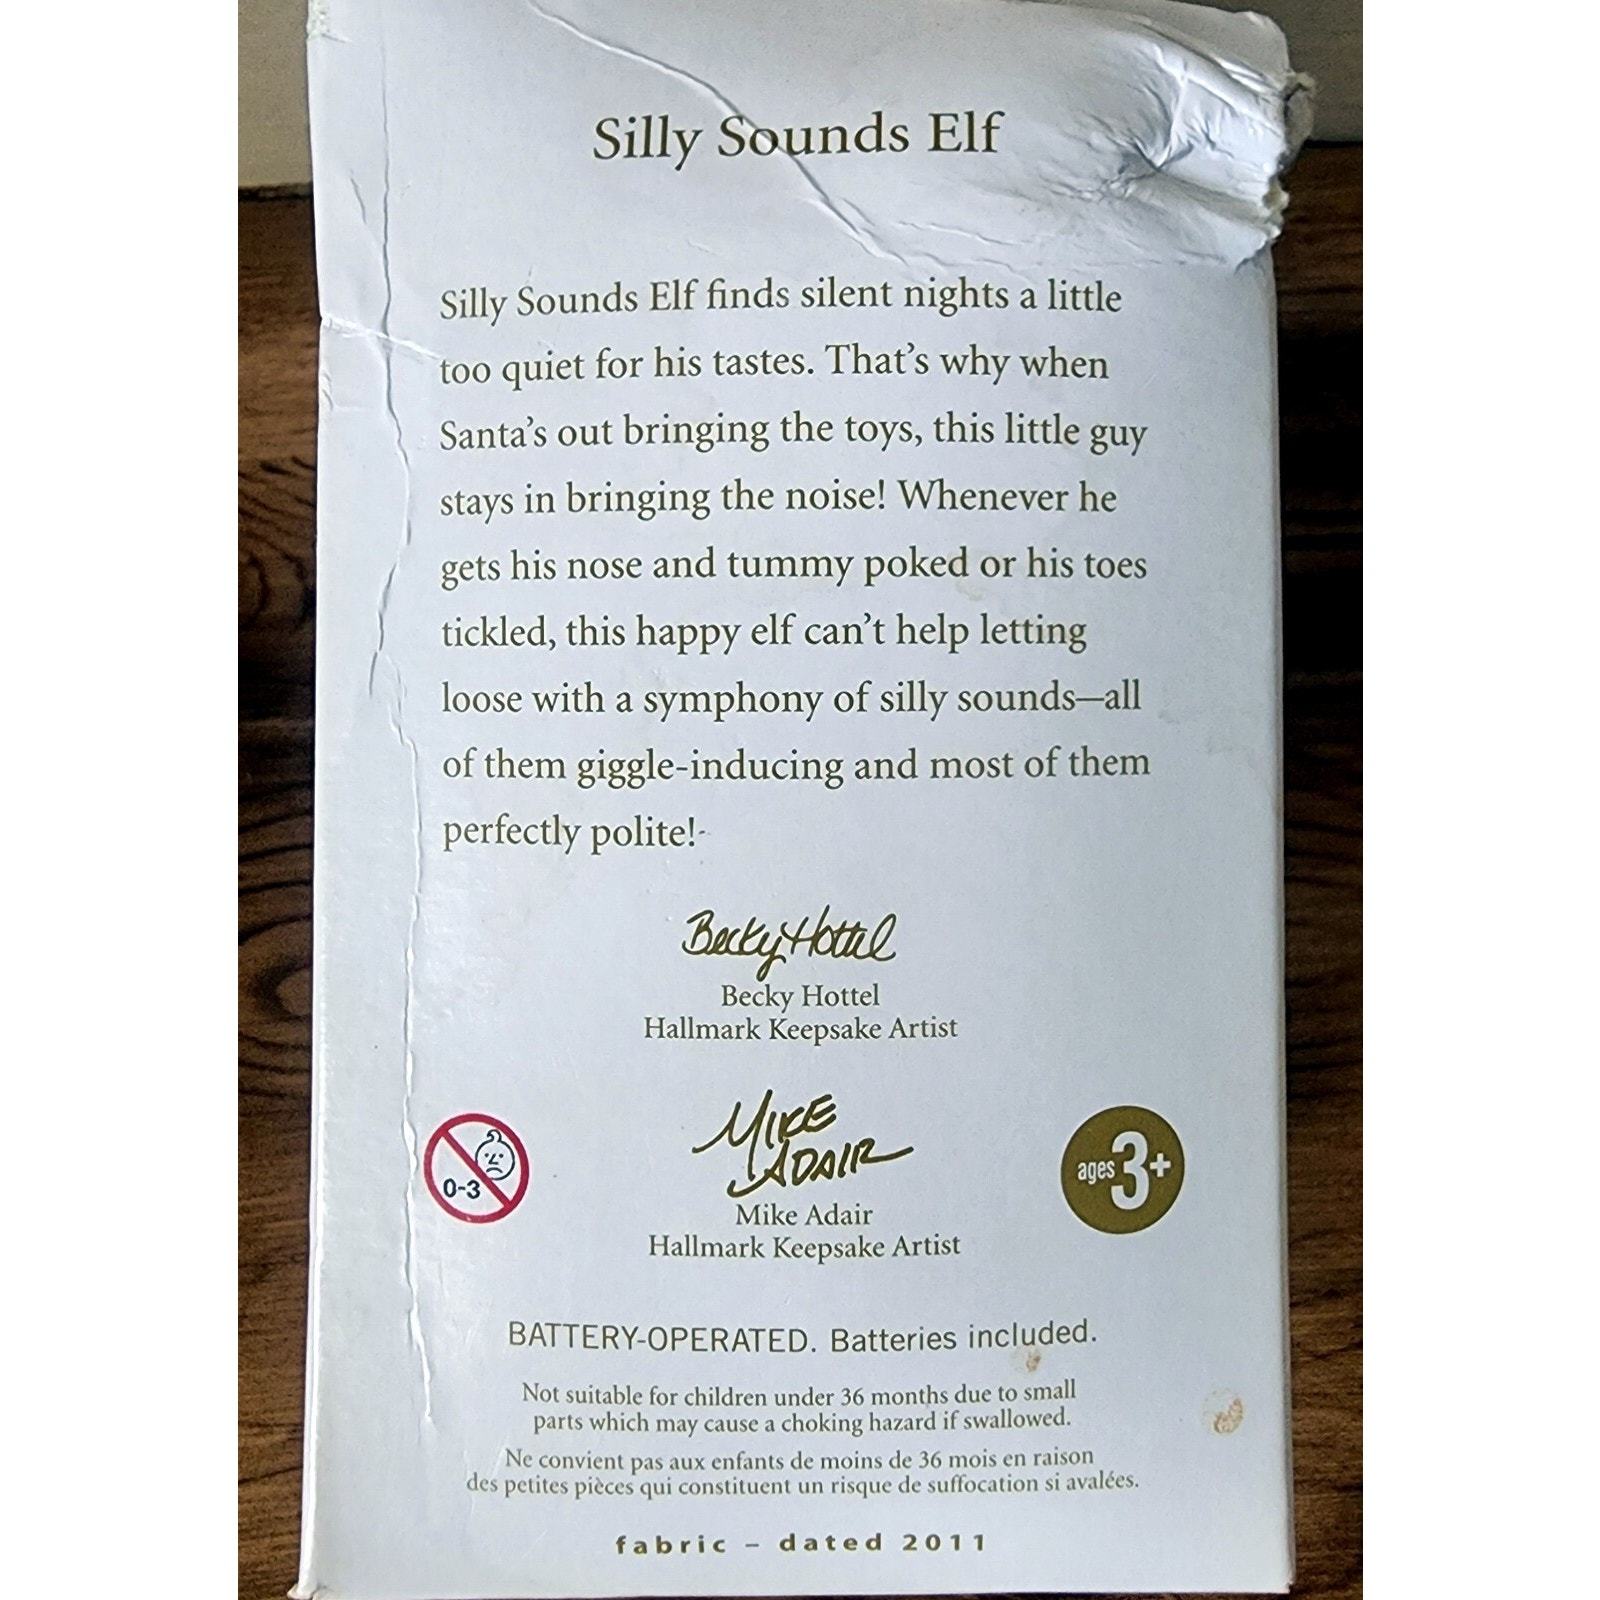 Silly Sounds Elf
Silly Sounds Elf finds silent nights a little
too quiet for his tastes. That's why when
Santa's out bringing the toys, this little guy
stays in bringing the noise! Whenever he
gets his nose and tummy poked or his toes
tickled, this happy elf can't help letting
loose with a symphony of silly sounds—all
of them giggle-inducing and most of them
perfectly polite!
Becky Hottel
Becky Hottel
Hallmark Keepsake Artist
MIKE
ADAIR
Mike Adair
Hallmark Keepsake Artist
0-3
ages 3+
BATTERY-OPERATED. Batteries included.
Not suitable for children under 36 months due to small
parts which may cause a choking hazard if swallowed.
Ne convient pas aux enfants de moins de 36 mois en raison
des petites pièces qui constituent un risque de suffocation si avalées.
fabric – dated 2011